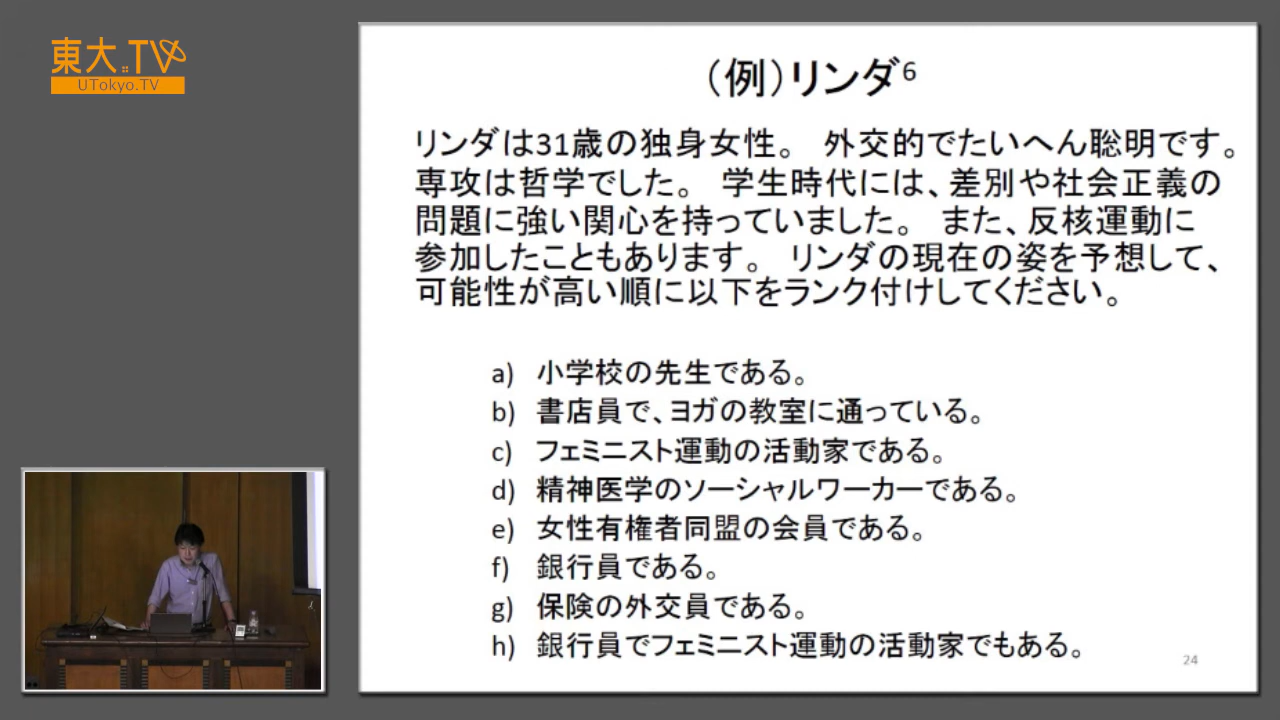 東大.TV
UTokyo.TV
（例）リンダ6
リンダは31歳の独身女性。 外交的でたいへん聡明です。
専攻は哲学でした。 学生時代には、差別や社会正義の
問題に強い関心を持っていました。 また、反核運動に
参加したこともあります。 リンダの現在の姿を予想して、
可能性が高い順に以下をランク付けしてください。
a) 小学校の先生である。
b) 書店員で、ヨガの教室に通っている。
c) フェミニスト運動の活動家である。
d) 精神医学のソーシャルワーカーである。
e) 女性有権者同盟の会員である。
f) 銀行員である。
g) 保険の外交員である。
h) 銀行員でフェミニスト運動の活動家でもある。
24